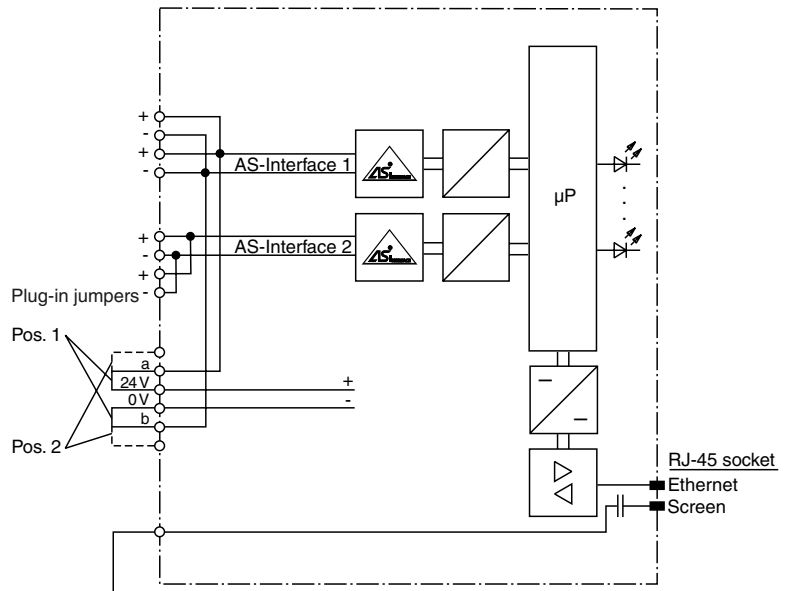 +
-
+
-
AS-Interface 1
µP
+
-
+
-
AS-Interface 2
Plug-in jumpers
Pos. 1
a
24 V
0 V
b
+
-
Pos. 2
RJ-45 socket
Ethernet
Screen